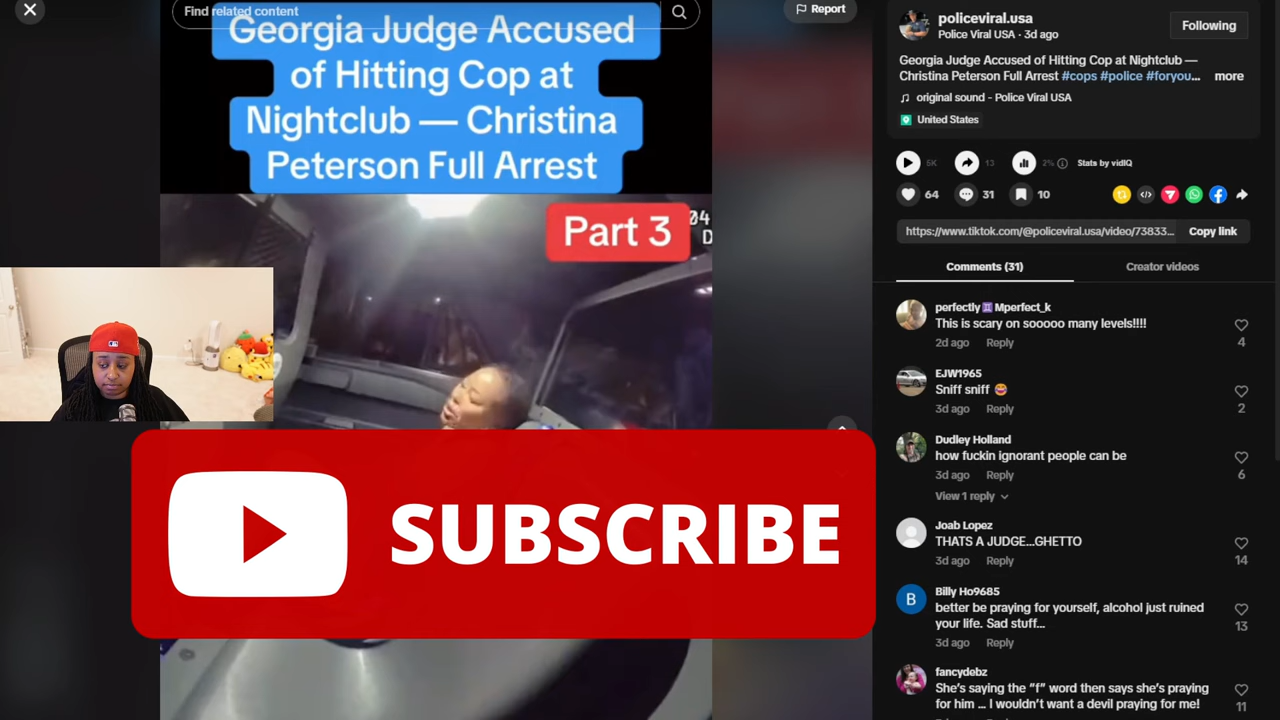 Find related content
Georgia Judge Accused
of Hitting Cop at
Nightclub — Christina
Peterson Full Arrest
Part 3
04
D
SUBSCRIBE
Report
policeviral.usa
Police Viral USA · 3d ago
Following
Georgia Judge Accused of Hitting Cop at Nightclub —
Christina Peterson Full Arrest #cops #police #foryou... more
original sound - Police Viral USA
United States
5K
13
2%
Stats by vidIQ
64
31
10
https://www.tiktok.com/@policeviral.usa/video/73833...
Copy link
Comments (31)
Creator videos
perfectly♊Mperfect_k
This is scary on sooooo many levels!!!!
2d ago Reply
4
EJW1965
Sniff sniff
3d ago Reply
2
Dudley Holland
how fuckin ignorant people can be
3d ago Reply
6
View 1 reply
Joab Lopez
THATS A JUDGE...GHETTO
3d ago Reply
14
B
Billy Ho9685
better be praying for yourself, alcohol just ruined
your life. Sad stuff...
3d ago Reply
13
fancydebz
She's saying the “f” word then says she's praying
for him ... I wouldn't want a devil praying for me!
11